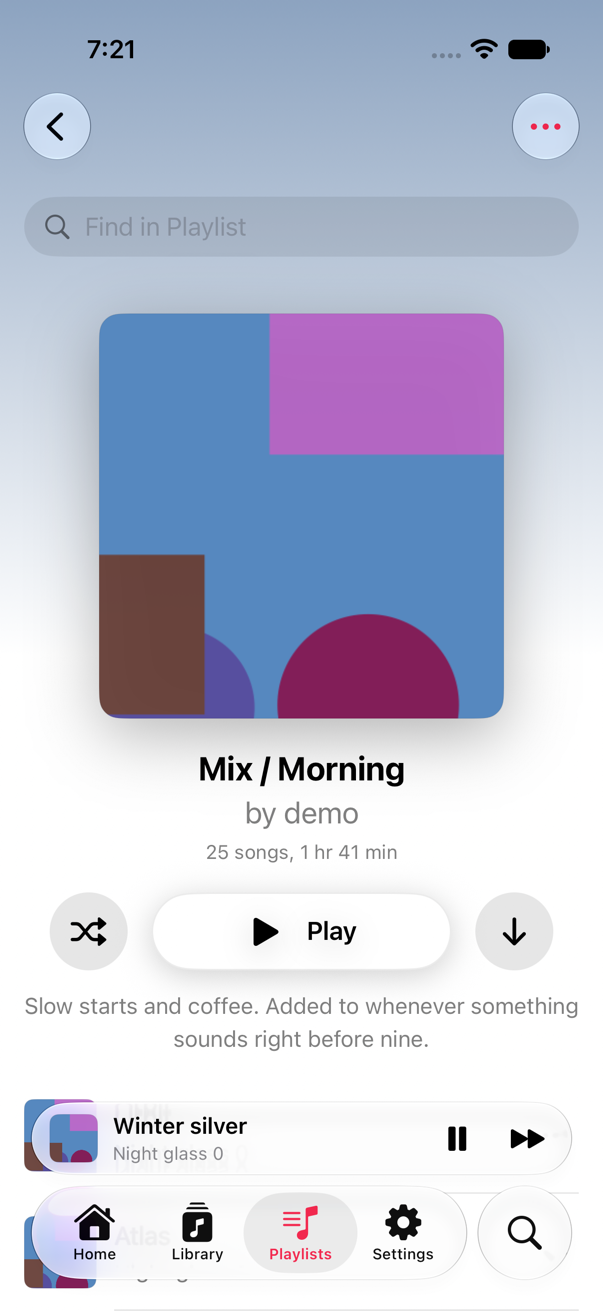 7:21
Find in Playlist
Mix / Morning
by demo
25 songs, 1 hr 41 min
Play
Slow starts and coffee. Added to whenever something
sounds right before nine.
Winter silver
Night glass 0
Atlas
Home
Library
Playlists
Settings